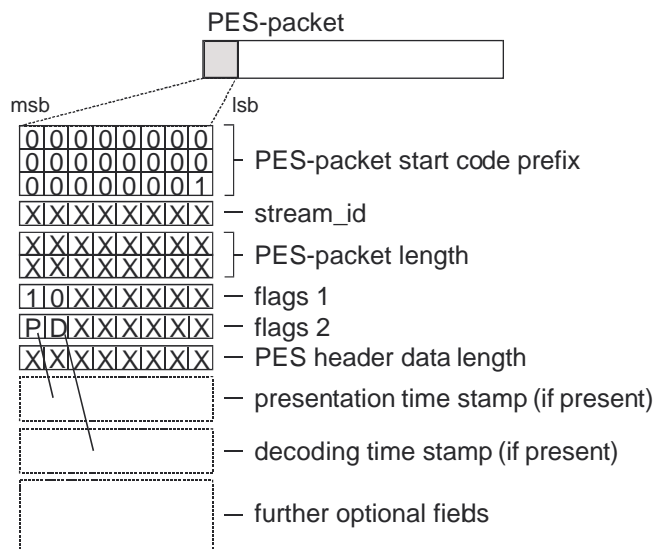 PES-packet
msb lsb
0 0 0 0 0 0 0 0
0 0 0 0 0 0 0 0
0 0 0 0 0 0 0 1
PES-packet start code prefix
X X X X X X X X stream_id
X X X X X X X X
X X X X X X X X
PES-packet length
1 0 X X X X X X flags 1
P D X X X X X X flags 2
X X X X X X X X PES header data length
presentation time stamp (if present)
decoding time stamp (if present)
further optional fields